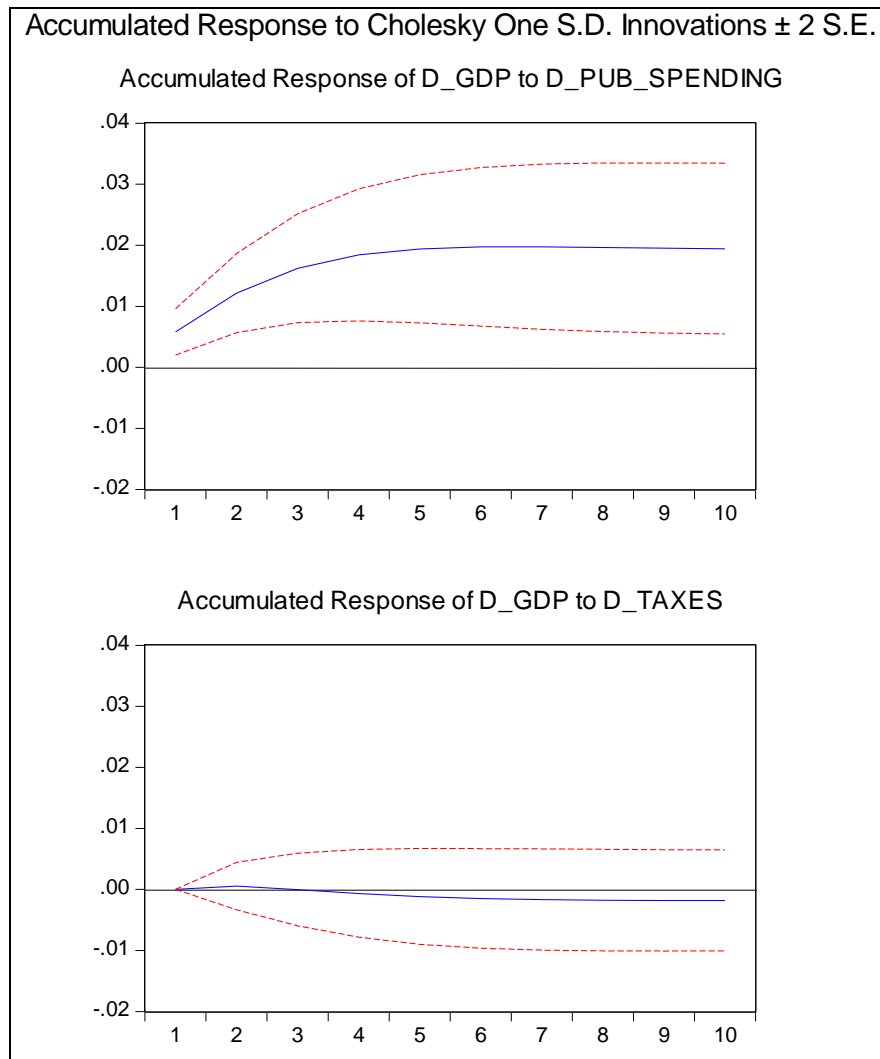 Accumulated Response to Cholesky One S.D. Innovations ± 2 S.E.
Accumulated Response of D_GDP to D_PUB_SPENDING
.04
.03
.02
.01
.00
-.01
-.02
1 2 3 4 5 6 7 8 9 10
Accumulated Response of D_GDP to D_TAXES
.04
.03
.02
.01
.00
-.01
-.02
1 2 3 4 5 6 7 8 9 10